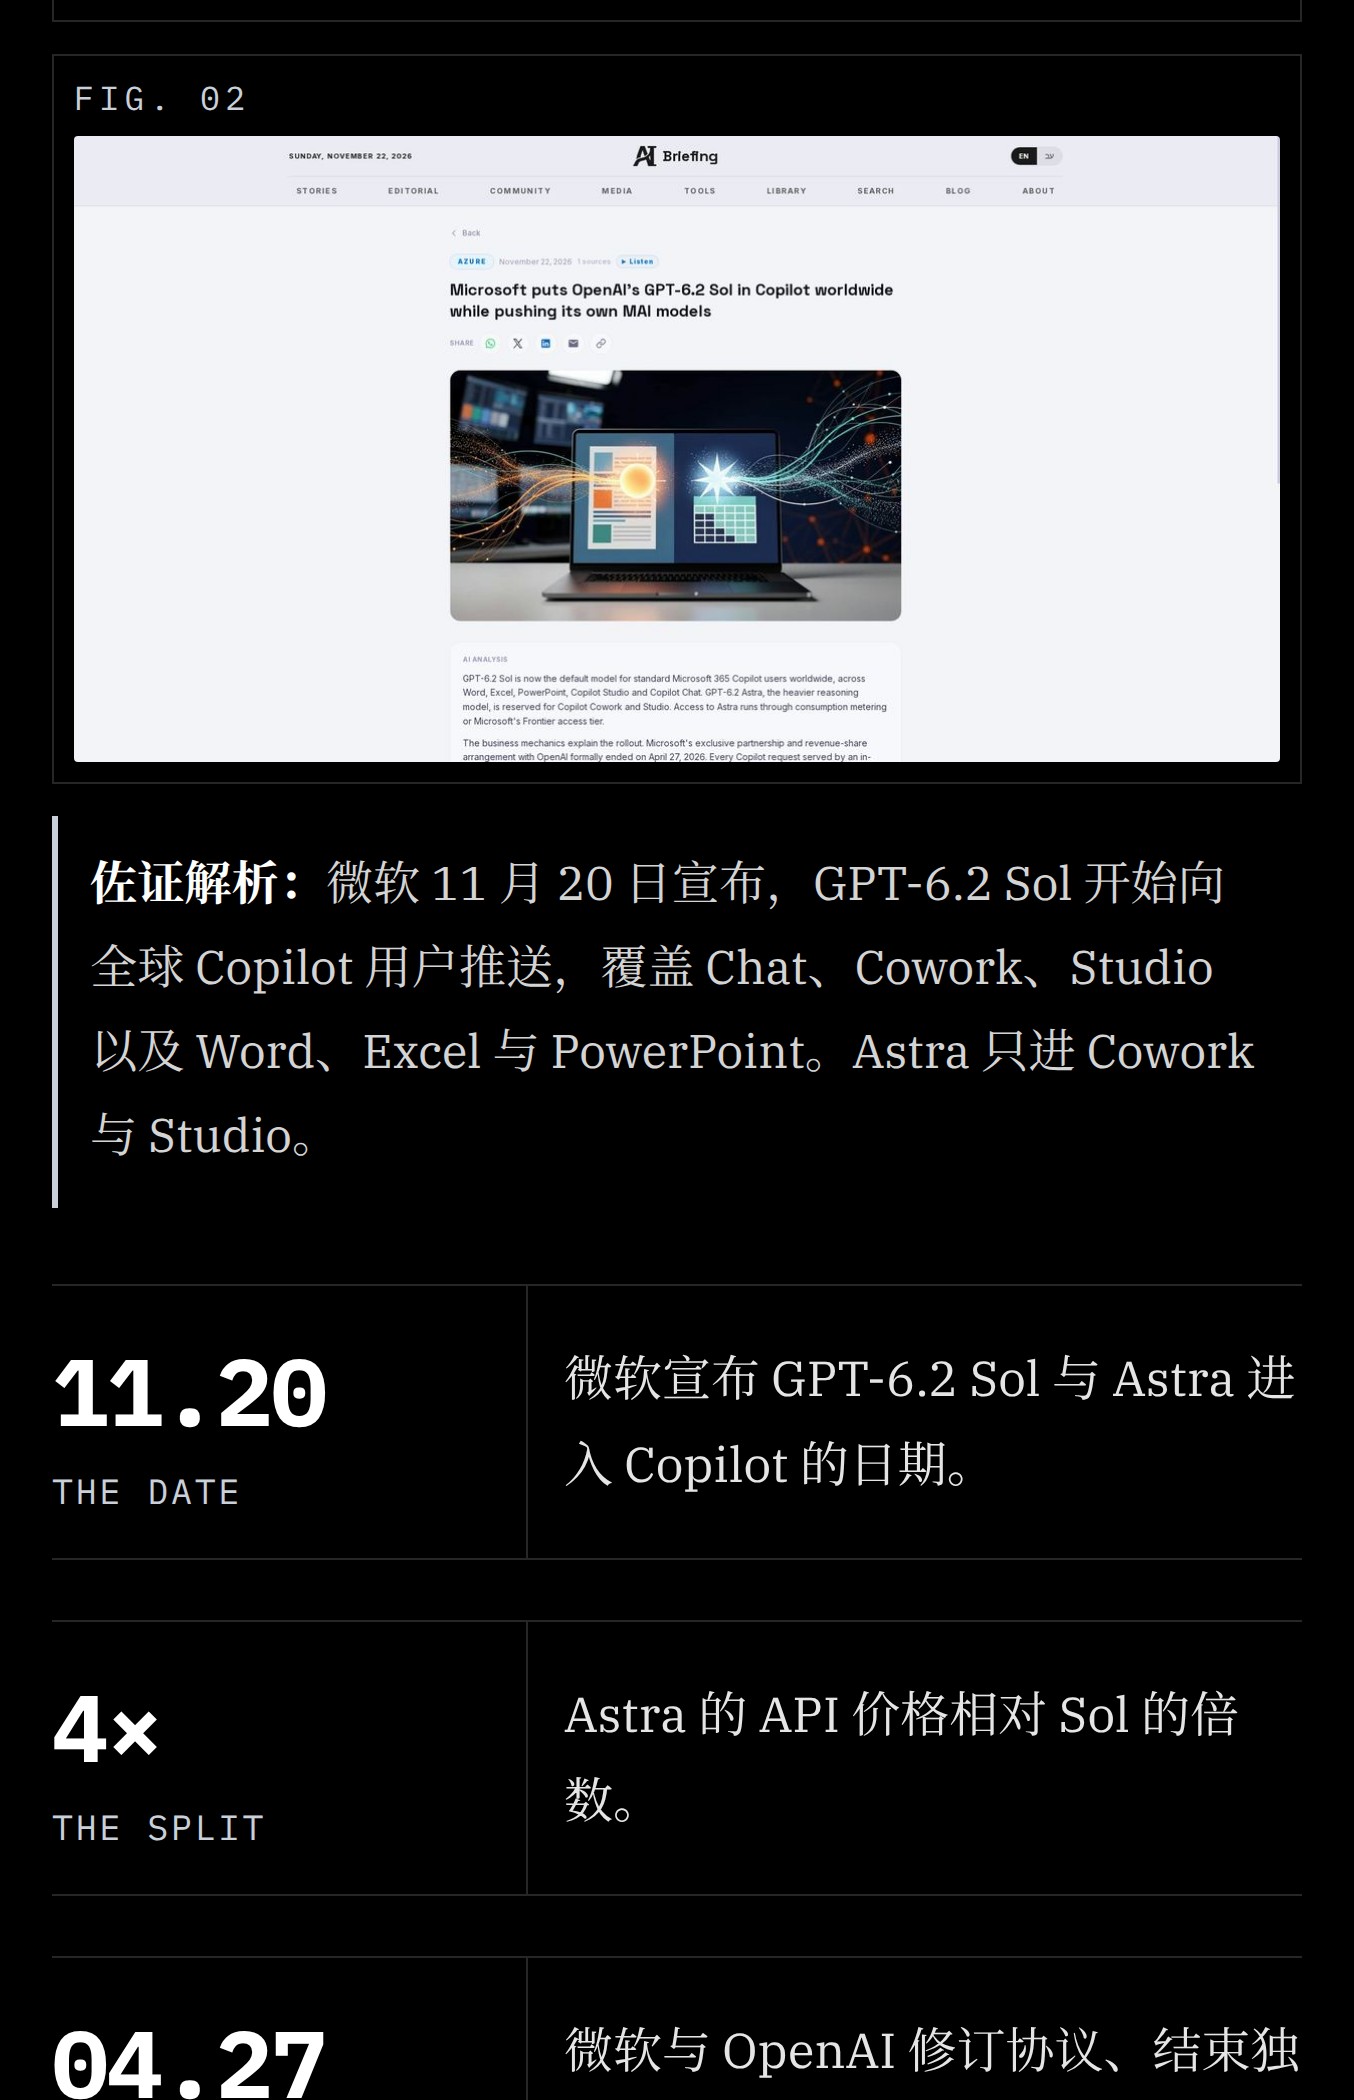 FIG. 02
SUNDAY, NOVEMBER 22, 2026
AI Briefing
EN עב
STORIES EDITORIAL COMMUNITY MEDIA TOOLS LIBRARY SEARCH BLOG ABOUT
Back
AZURE November 22, 2026 1 sources Listen
Microsoft puts OpenAI's GPT-6.2 Sol in Copilot worldwide
while pushing its own MAI models
SHARE
AI ANALYSIS
GPT-6.2 Sol is now the default model for standard Microsoft 365 Copilot users worldwide, across
Word, Excel, PowerPoint, Copilot Studio and Copilot Chat. GPT-6.2 Astra, the heavier reasoning
model, is reserved for Copilot Cowork and Studio. Access to Astra runs through consumption metering
or Microsoft's Frontier access tier.
The business mechanics explain the rollout. Microsoft's exclusive partnership and revenue-share
arrangement with OpenAI formally ended on April 27, 2026. Every Copilot request served by an in-
佐证解析：微软 11 月 20 日宣布，GPT-6.2 Sol 开始向
全球 Copilot 用户推送，覆盖 Chat、Cowork、Studio
以及 Word、Excel 与 PowerPoint。Astra 只进 Cowork
与 Studio。
11.20
THE DATE
微软宣布 GPT-6.2 Sol 与 Astra 进
入 Copilot 的日期。
4×
THE SPLIT
Astra 的 API 价格相对 Sol 的倍
数。
04.27
微软与 OpenAI 修订协议、结束独